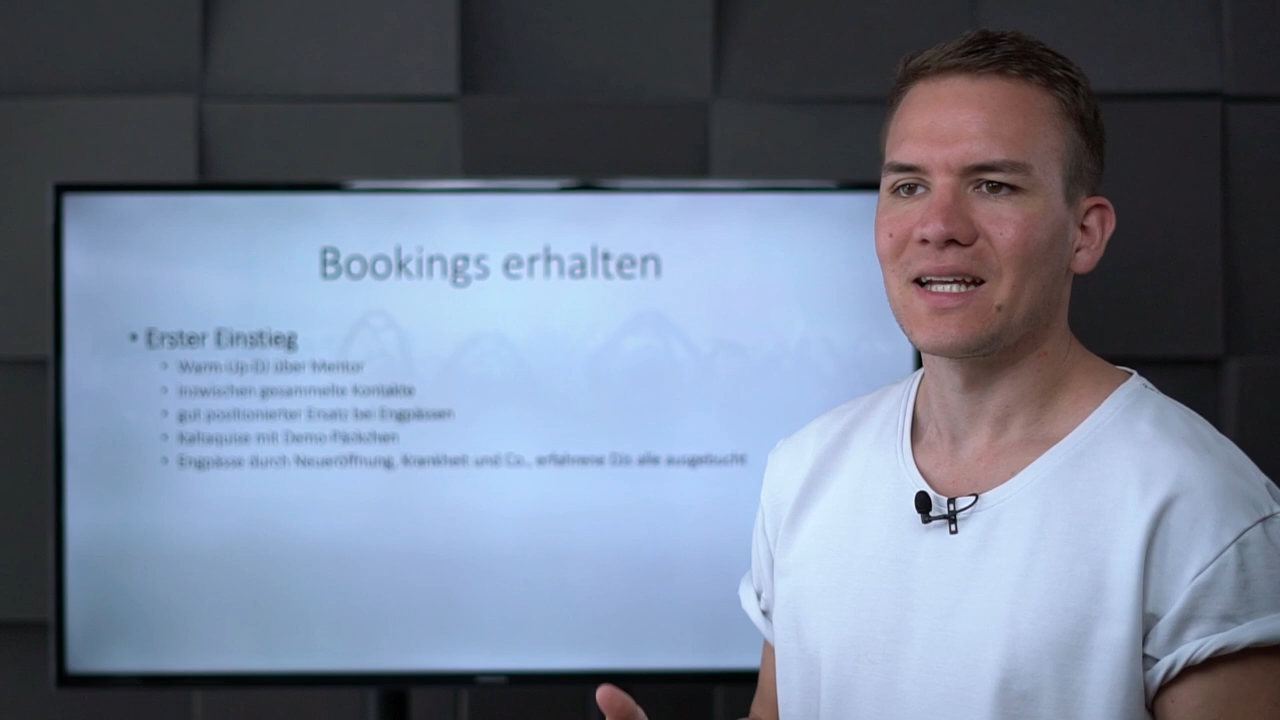 Bookings erhalten
• Erster Einstieg
• Warm-Up-DJ über Mentor
• inzwischen gesammelte Kontakte
• gut positionierter Ersatz bei Engpässen
• Kaltaquise mit Demo-Päckchen
• Engpässe durch Neueröffnung, Krankheit und Co., erfahrene DJs alle ausgebucht